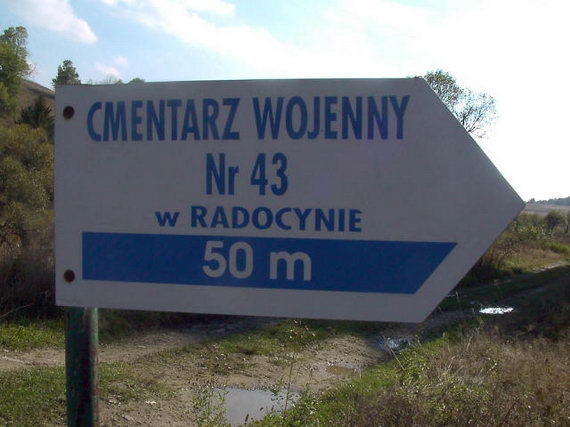 CMENTARZ WOJENNY
Nr 43
w RADOCYNIE
50 m